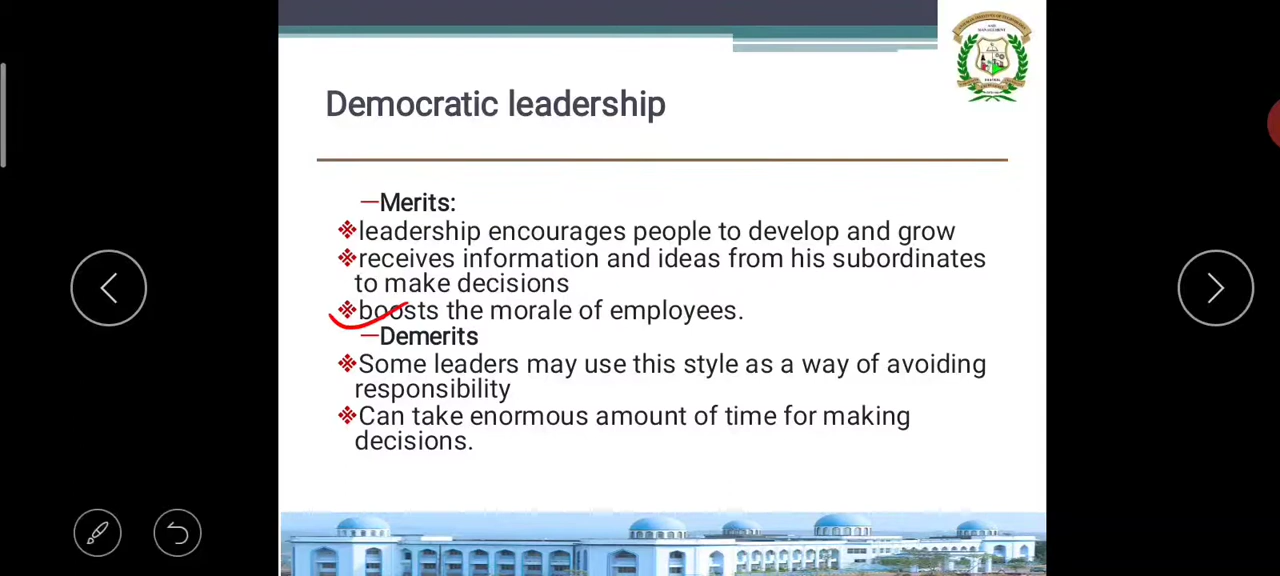 Democratic leadership
—Merits:
❖leadership encourages people to develop and grow
❖receives information and ideas from his subordinates
to make decisions
❖boosts the morale of employees.
—Demerits
❖Some leaders may use this style as a way of avoiding
responsibility
❖Can take enormous amount of time for making
decisions.